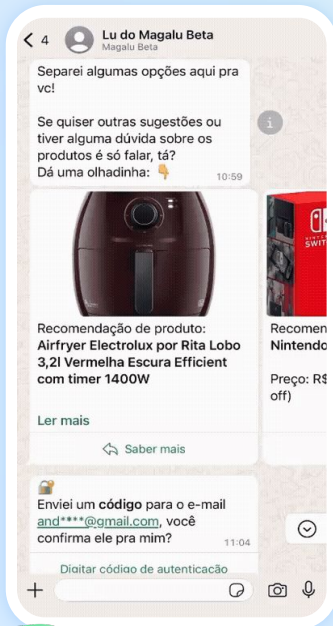 4
Lu do Magalu Beta
Magalu Beta
Separei algumas opções aqui pra
vc!
Se quiser outras sugestões ou
tiver alguma dúvida sobre os
produtos é só falar, tá?
Dá uma olhadinha: 👇
10:59
Recomendação de produto:
Airfryer Electrolux por Rita Lobo
3,2l Vermelha Escura Efficient
com timer 1400W
Ler mais
Saber mais
Recomen
Nintendo
Preço: R$
off)
Enviei um código para o e-mail
and****@gmail.com, você
confirma ele pra mim?
11:04
Digitar código de autenticação